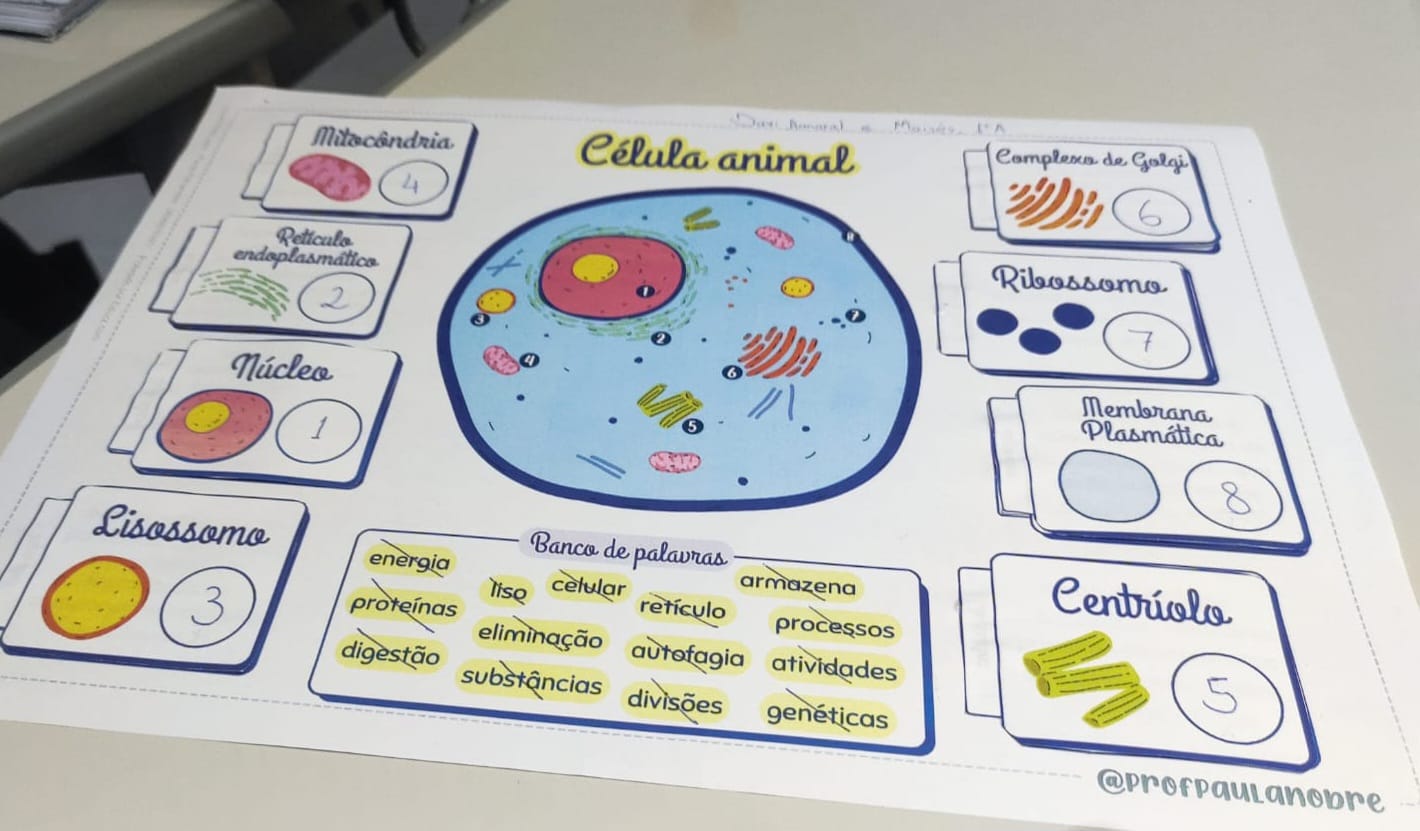 Davi Amaral e Moisés 1ºA
Célula animal
Mitocôndria
4
Retículo
endoplasmático
2
Núcleo
1
Lisossomo
3
Complexo de Golgi
6
Ribossomo
7
Membrana
Plasmática
8
Centríolo
5
8
1
3
2
7
4
6
5
Banco de palavras
energia
liso celular armazena
proteínas retículo processos
eliminação autofagia atividades
digestão substâncias divisões genéticas
@profpaulanobre